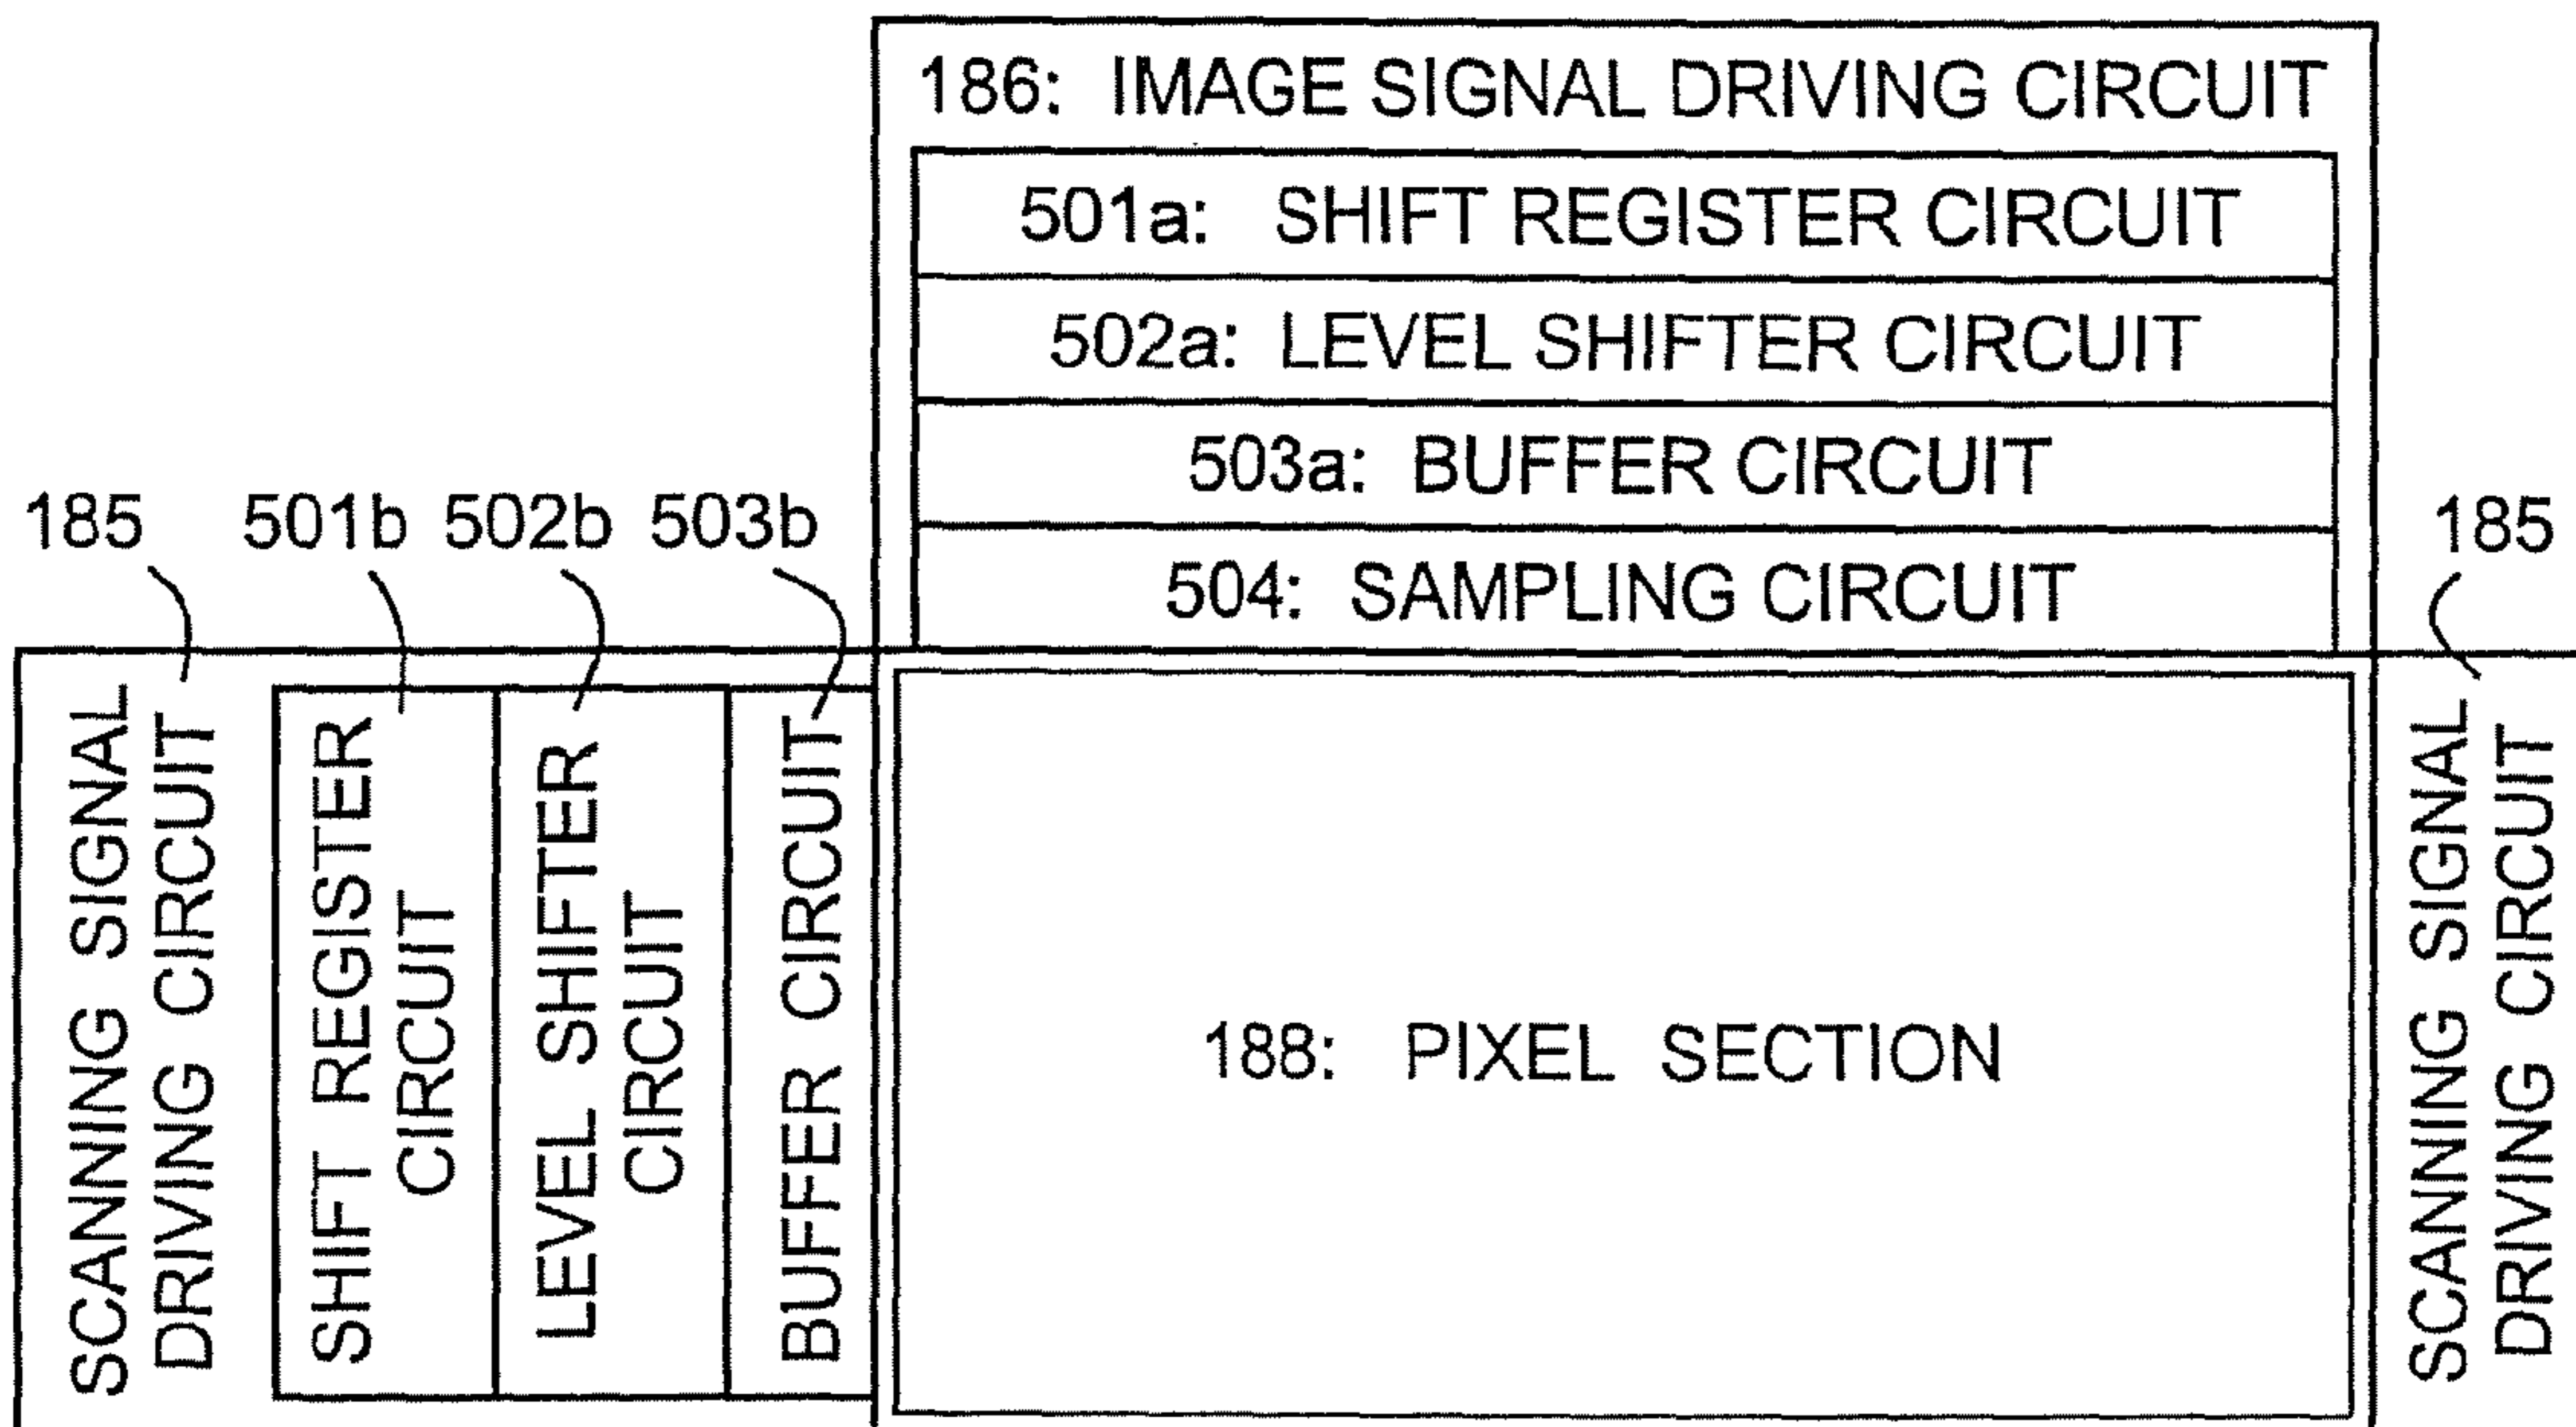 186: IMAGE SIGNAL DRIVING CIRCUIT
501a: SHIFT REGISTER CIRCUIT
502a: LEVEL SHIFTER CIRCUIT
503a: BUFFER CIRCUIT
504: SAMPLING CIRCUIT
185
501b
502b
503b
185
SCANNING SIGNAL
DRIVING CIRCUIT
SHIFT REGISTER
CIRCUIT
LEVEL SHIFTER
CIRCUIT
BUFFER CIRCUIT
188: PIXEL SECTION
SCANNING SIGNAL
DRIVING CIRCUIT